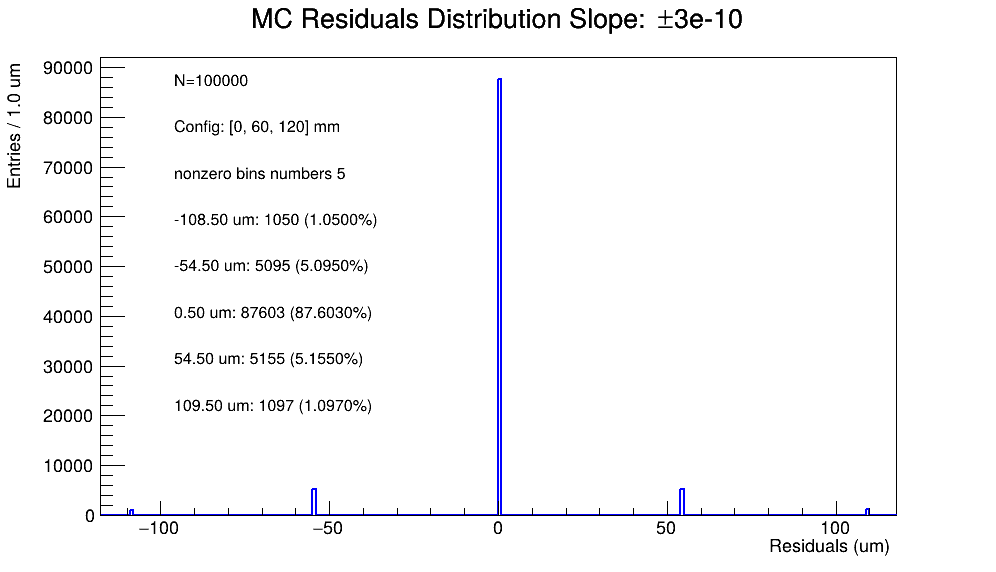 MC Residuals Distribution Slope: ±3e-10
Entries / 1.0 um
90000
80000
70000
60000
50000
40000
30000
20000
10000
0
N=100000
Config: [0, 60, 120] mm
nonzero bins numbers 5
-108.50 um: 1050 (1.0500%)
-54.50 um: 5095 (5.0950%)
0.50 um: 87603 (87.6030%)
54.50 um: 5155 (5.1550%)
109.50 um: 1097 (1.0970%)
−100 −50 0 50 100
Residuals (um)